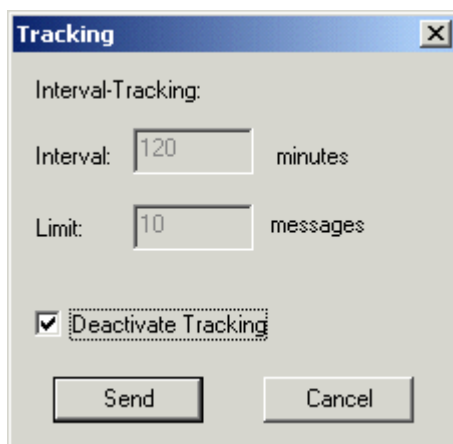 Tracking
Interval-Tracking:
Interval: 120 minutes
Limit: 10 messages
Deactivate Tracking
Send Cancel